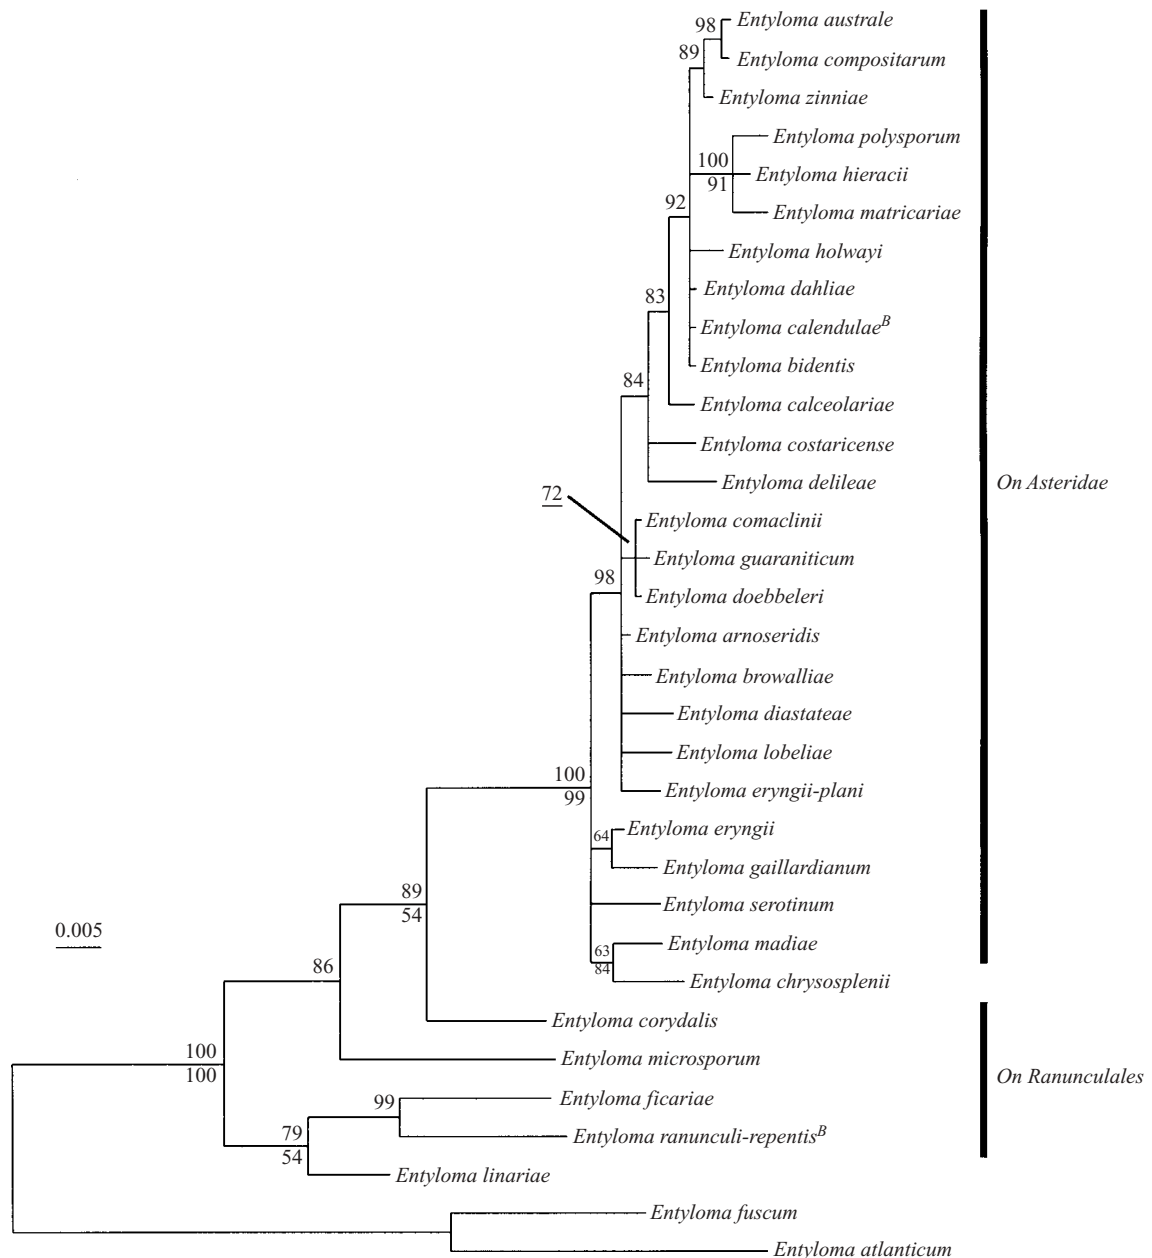 98
Entyloma australe
89
Entyloma compositarum
Entyloma zinniae
Entyloma polysporum
100
91
Entyloma hieracii
Entyloma matricariae
92
Entyloma holwayi
Entyloma dahliae
83
Entyloma calendulae^B
Entyloma bidentis
84
Entyloma calceolariae
Entyloma costaricense
Entyloma delileae
On Asteridae
72
Entyloma comaclinii
Entyloma guaraniticum
98
Entyloma doebbeleri
Entyloma arnoseridis
Entyloma browalliae
Entyloma diastateae
Entyloma lobeliae
100
99
Entyloma eryngii-plani
64
Entyloma eryngii
Entyloma gaillardianum
89
54
Entyloma serotinum
0.005
63
84
Entyloma madiae
86
Entyloma chrysosplenii
Entyloma corydalis
100
100
Entyloma microsporum
On Ranunculales
99
Entyloma ficariae
79
54
Entyloma ranunculi-repentis^B
Entyloma linariae
Entyloma fuscum
Entyloma atlanticum